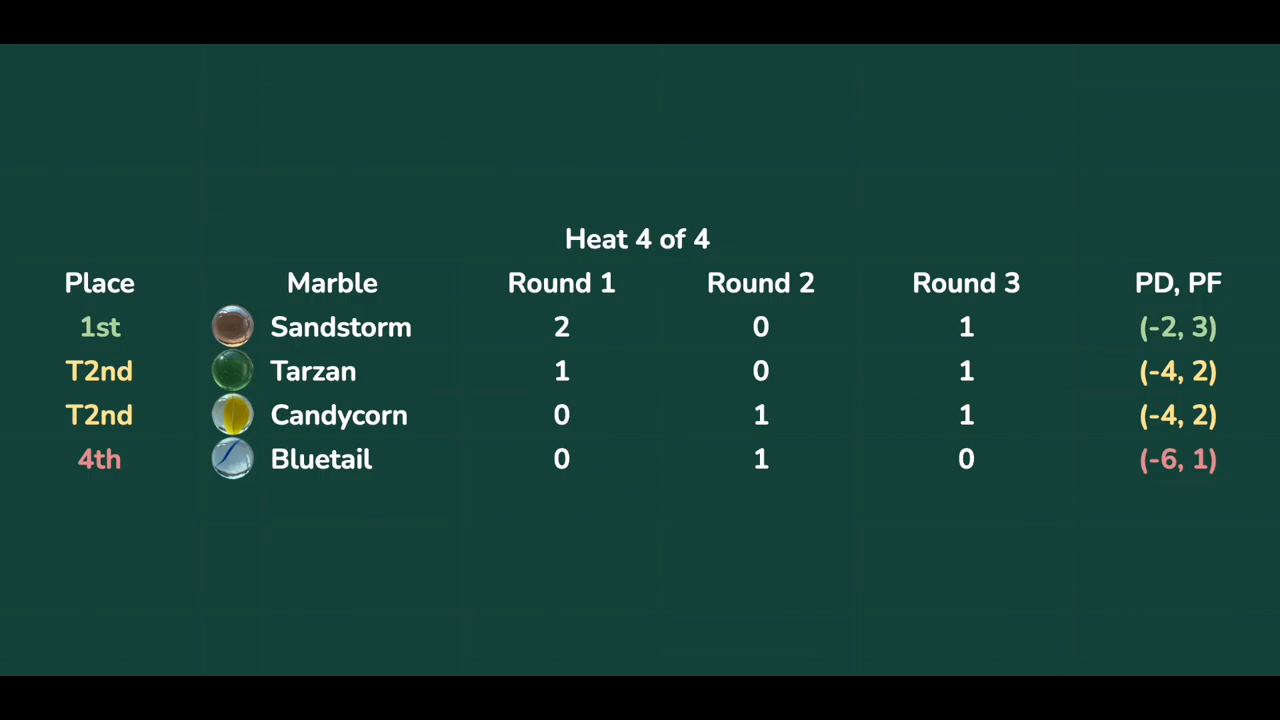 Heat 4 of 4
Place Marble Round 1 Round 2 Round 3 PD, PF
1st Sandstorm 2 0 1 (-2, 3)
T2nd Tarzan 1 0 1 (-4, 2)
T2nd Candycorn 0 1 1 (-4, 2)
4th Bluetail 0 1 0 (-6, 1)